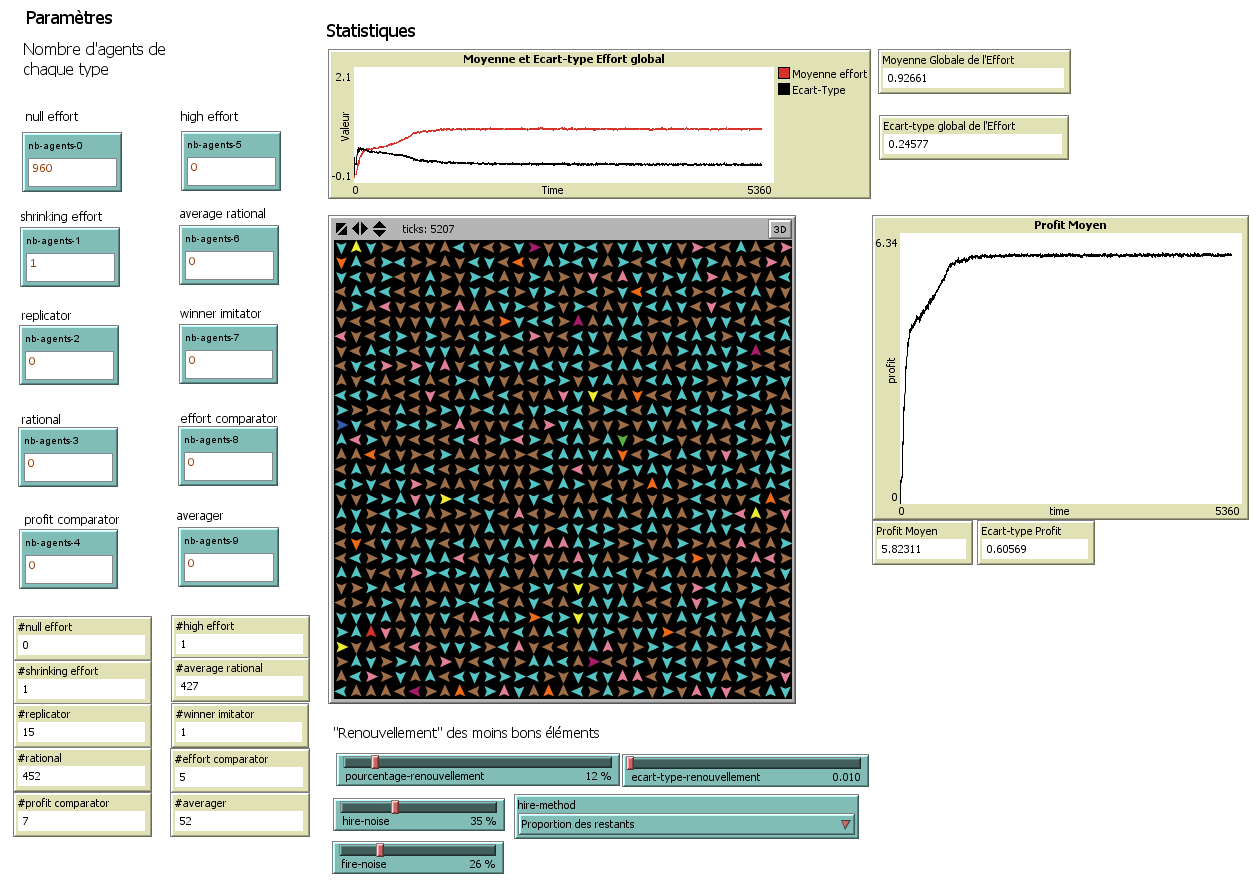 Paramètres
Nombre d'agents de
chaque type
null effort
nb-agents-0
960
high effort
nb-agents-5
0
shrinking effort
nb-agents-1
1
average rational
nb-agents-6
0
replicator
nb-agents-2
0
winner imitator
nb-agents-7
0
rational
nb-agents-3
0
effort comparator
nb-agents-8
0
profit comparator
nb-agents-4
0
averager
nb-agents-9
0
#null effort
0
#high effort
1
#shrinking effort
1
#average rational
427
#replicator
15
#winner imitator
1
#rational
452
#effort comparator
5
#profit comparator
7
#averager
52
Statistiques
Moyenne et Ecart-type Effort global
2.1
Valeur
-0.1
0
Time
5360
Moyenne effort
Ecart-Type
Moyenne Globale de l'Effort
0.92661
Ecart-type global de l'Effort
0.24577
ticks: 5207
3D
Profit Moyen
6.34
profit
0
0
time
5360
Profit Moyen
5.82311
Ecart-type Profit
0.60569
"Renouvellement" des moins bons éléments
pourcentage-renouvellement 12 %
ecart-type-renouvellement 0.010
hire-noise 35 %
hire-method
Proportion des restants
fire-noise 26 %